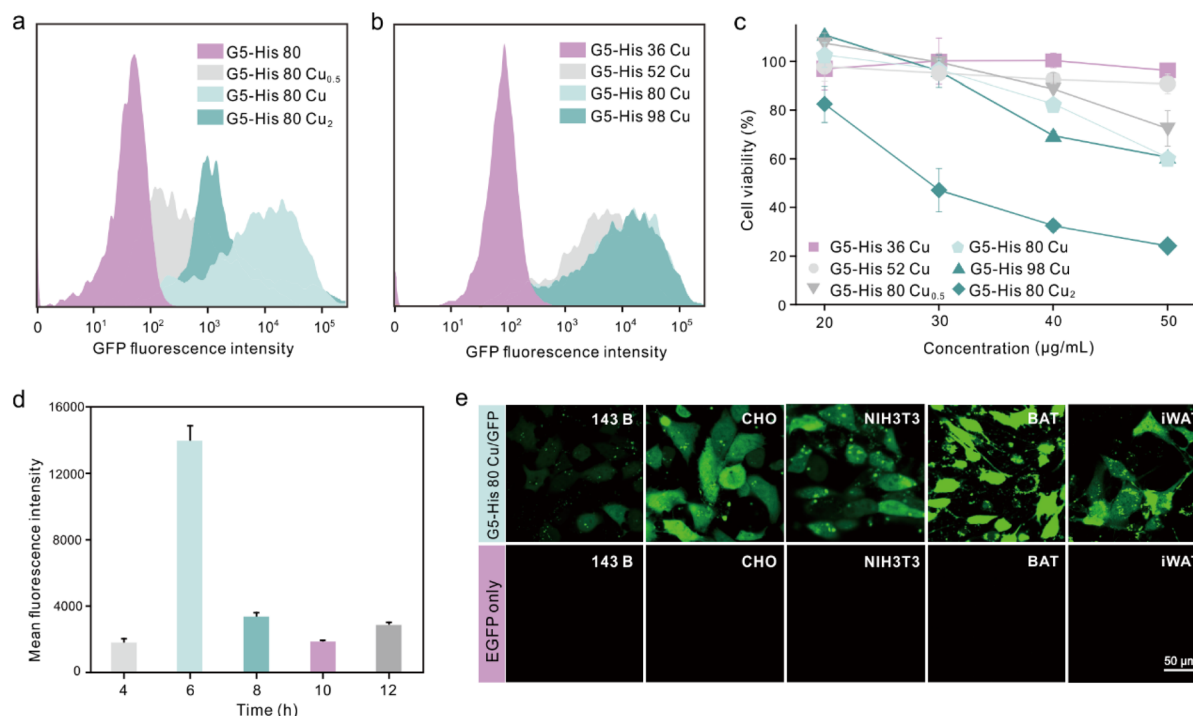 a
G5-His 80
G5-His 80 Cu0.5
G5-His 80 Cu
G5-His 80 Cu2
0 10¹ 10² 10³ 10⁴ 10⁵
GFP fluorescence intensity
b
G5-His 36 Cu
G5-His 52 Cu
G5-His 80 Cu
G5-His 98 Cu
0 10¹ 10² 10³ 10⁴ 10⁵
GFP fluorescence intensity
c
Cell viability (%)
100
80
60
40
20
0
G5-His 36 Cu
G5-His 52 Cu
G5-His 80 Cu0.5
G5-His 80 Cu
G5-His 98 Cu
G5-His 80 Cu2
20 30 40 50
Concentration (µg/mL)
d
Mean fluorescence intensity
16000
12000
14000
8000
4000
0
4 6 8 10 12
Time (h)
e
G5-His 80 Cu/GFP
143 B CHO NIH3T3 BAT iWAT
EGFP only
143 B CHO NIH3T3 BAT iWAT
50 µm